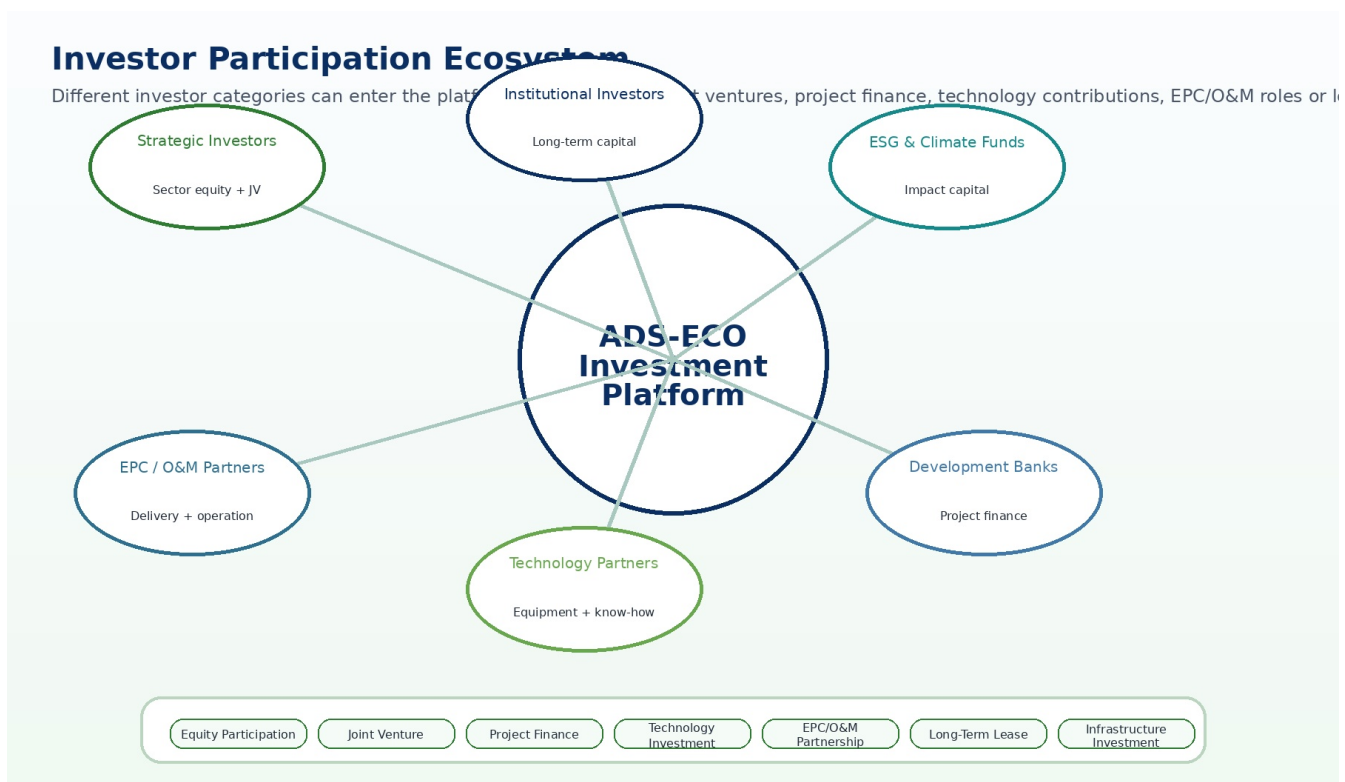 Investor Participation Ecosystem
Different investor categories can enter the t ventures, project finance, technology contributions, EPC/O&M roles or
Institutional Investors
Long-term capital
Strategic Investors
Sector equity + JV
ESG & Climate Funds
Impact capital
ADS-ECO
Investment
Platform
EPC / O&M Partners
Delivery + operation
Development Banks
Project finance
Technology Partners
Equipment + know-how
Equity Participation
Joint Venture
Project Finance
Technology
Investment
EPC/O&M
Partnership
Long-Term Lease
Infrastructure
Investment